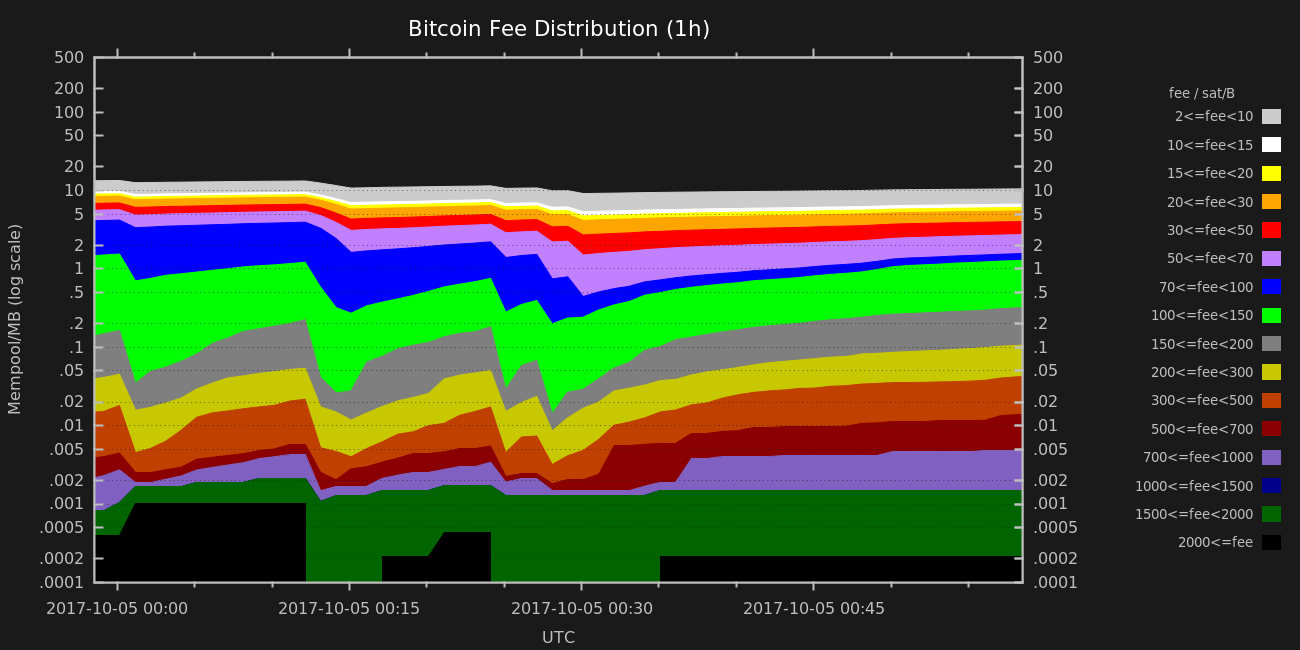 Bitcoin Fee Distribution (1h)
Mempool/MB (log scale)
500
200
100
50
20
10
5
2
1
.5
.2
.1
.05
.02
.01
.005
.002
.001
.0005
.0002
.0001
500
200
100
50
20
10
5
2
1
.5
.2
.1
.05
.02
.01
.005
.002
.001
.0005
.0002
.0001
2017-10-05 00:00 2017-10-05 00:15 2017-10-05 00:30 2017-10-05 00:45
UTC
fee / sat/B
2<=fee<10
10<=fee<15
15<=fee<20
20<=fee<30
30<=fee<50
50<=fee<70
70<=fee<100
100<=fee<150
150<=fee<200
200<=fee<300
300<=fee<500
500<=fee<700
700<=fee<1000
1000<=fee<1500
1500<=fee<2000
2000<=fee